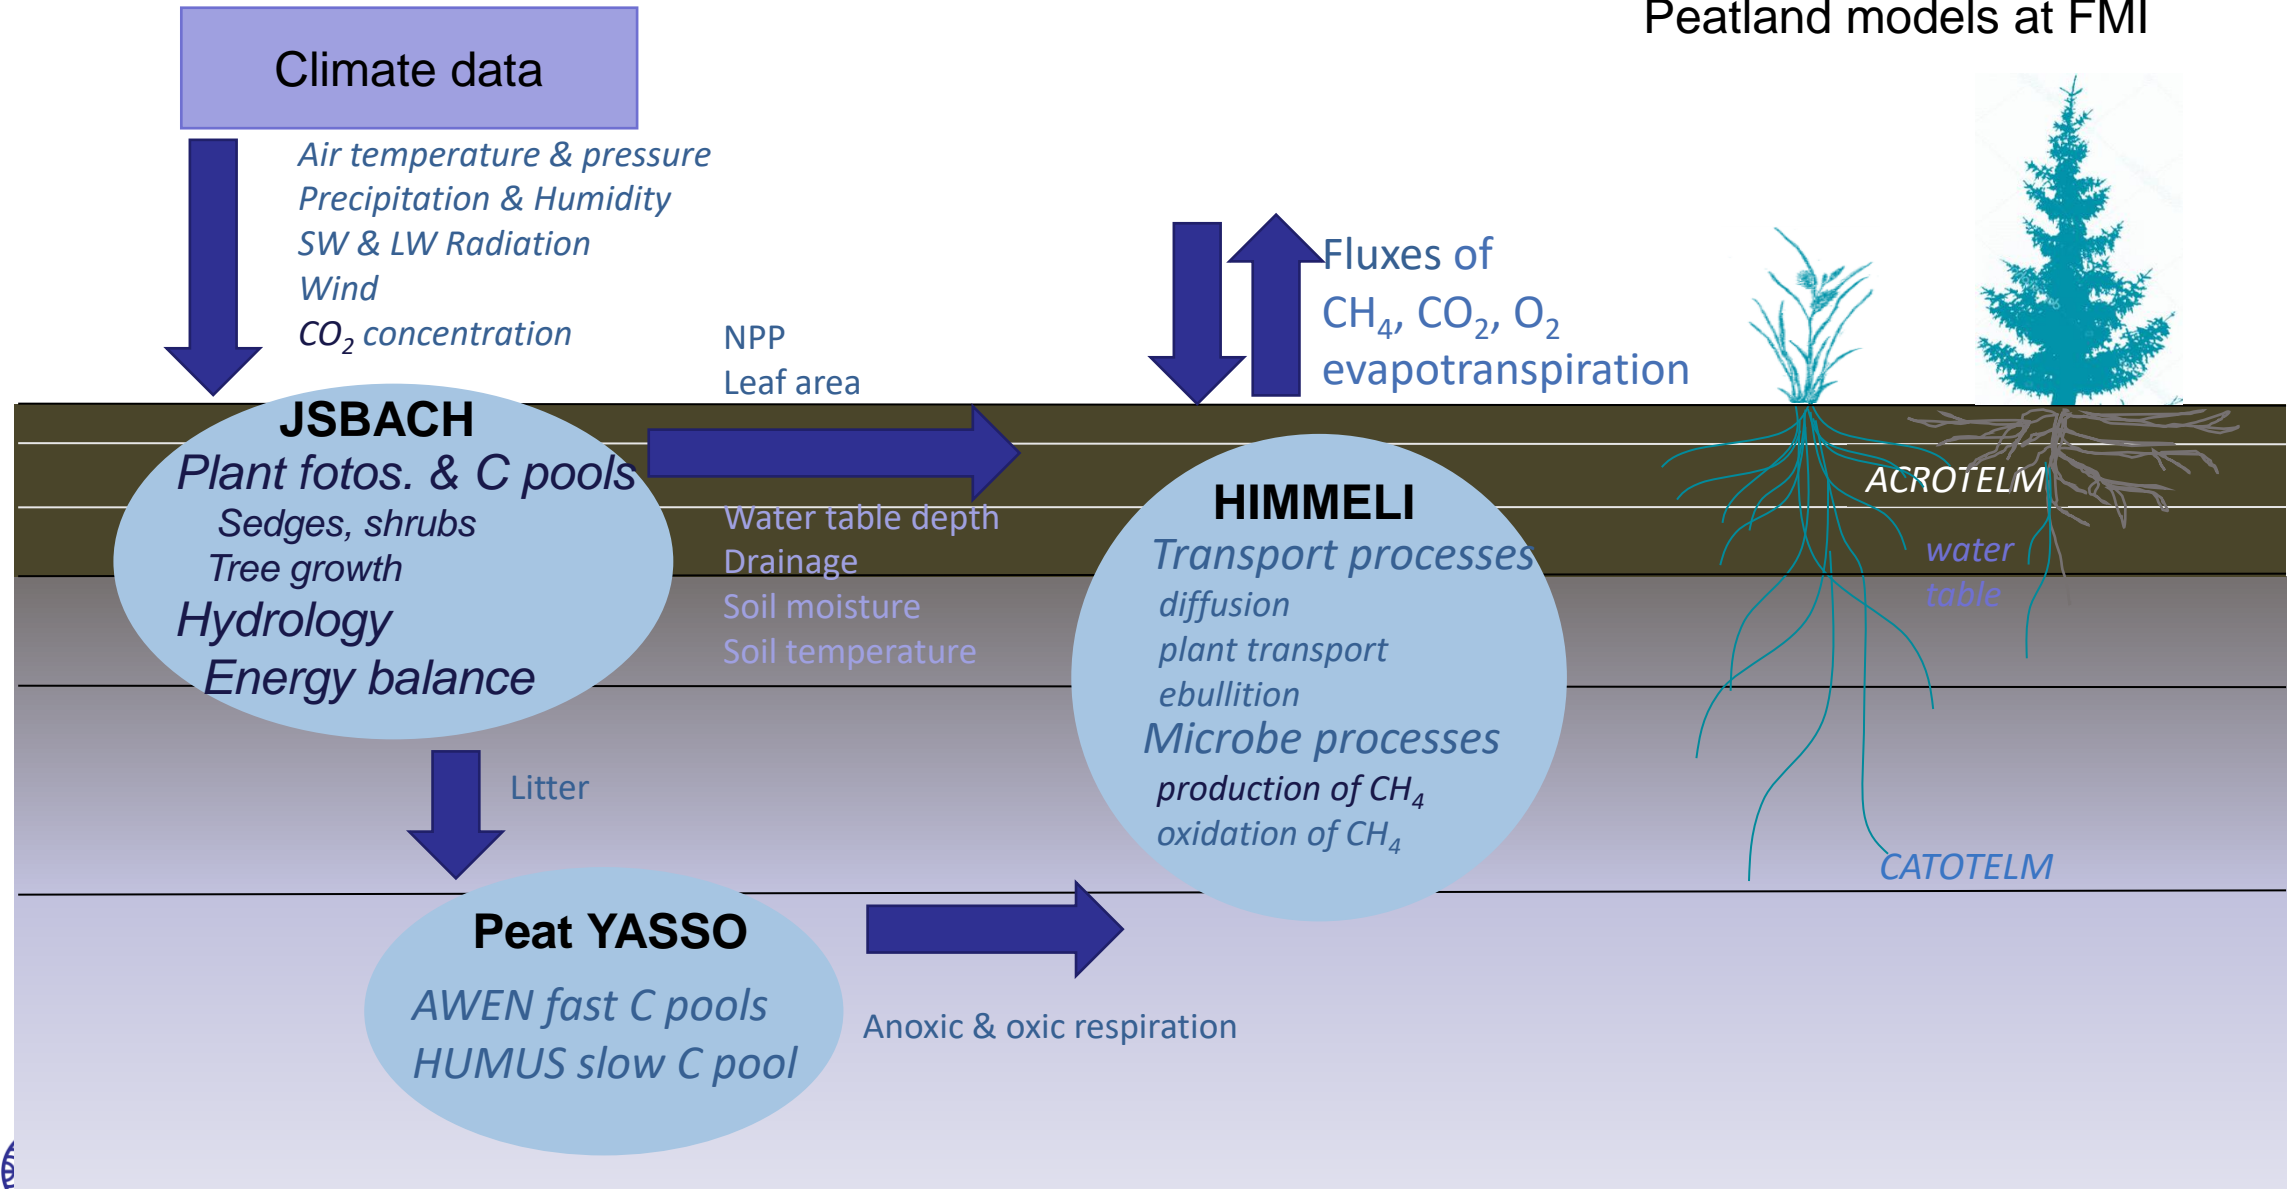 Peatland models at FMI
Climate data
Air temperature & pressure
Precipitation & Humidity
SW & LW Radiation
Wind
CO₂ concentration
NPP
Leaf area
Fluxes of
CH₄, CO₂, O₂
evapotranspiration
JSBACH
Plant fotos. & C pools
Sedges, shrubs
Tree growth
Hydrology
Energy balance
Water table depth
Drainage
Soil moisture
Soil temperature
HIMMELI
Transport processes
diffusion
plant transport
ebullition
Microbe processes
production of CH₄
oxidation of CH₄
ACROTELM
water
table
CATOTELM
Litter
Peat YASSO
AWEN fast C pools
HUMUS slow C pool
Anoxic & oxic respiration